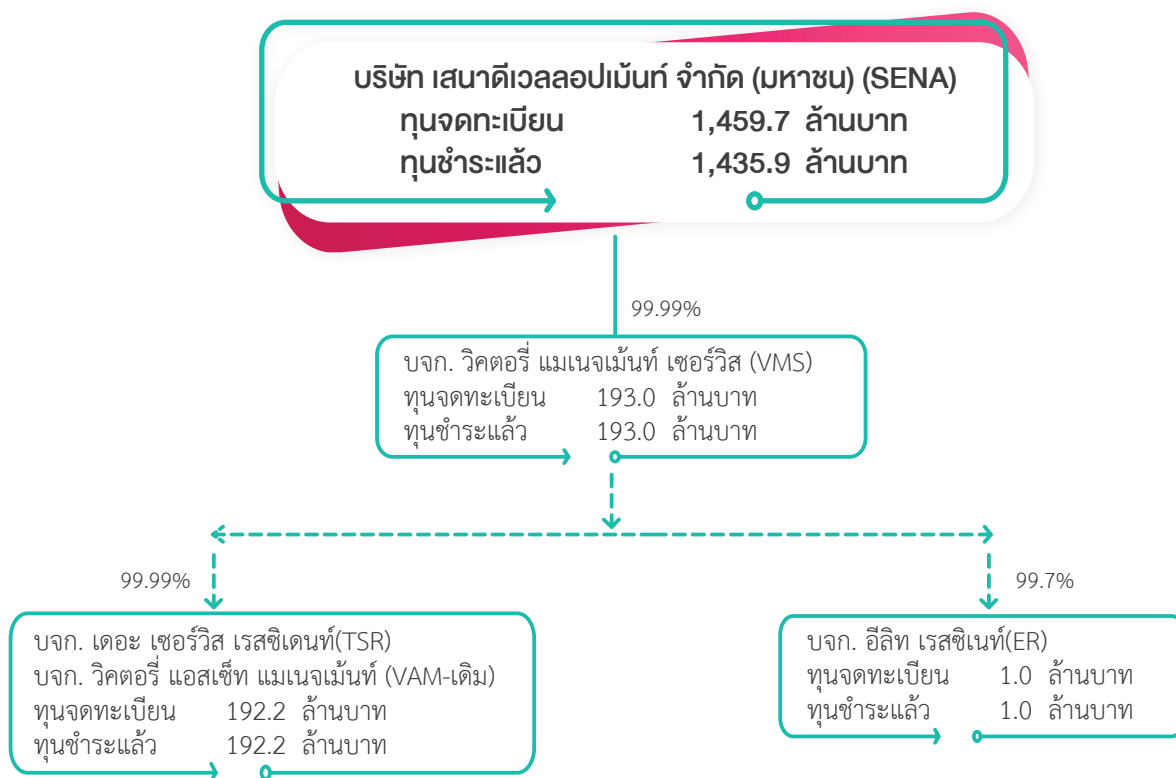 บริษัท เสนาดีเวลลอปเม้นท์ จำกัด (มหาชน) (SENA)
ทุนจดทะเบียน 1,459.7 ล้านบาท
ทุนชำระแล้ว 1,435.9 ล้านบาท
99.99%
บจก. วิคตอรี่ แมเนจเม้นท์ เซอร์วิส (VMS)
ทุนจดทะเบียน 193.0 ล้านบาท
ทุนชำระแล้ว 193.0 ล้านบาท
99.99%
บจก. เดอะ เซอร์วิส เรสซิเดนท์(TSR)
บจก. วิคตอรี่ แอสเซ็ท แมเนจเม้นท์ (VAM-เดิม)
ทุนจดทะเบียน 192.2 ล้านบาท
ทุนชำระแล้ว 192.2 ล้านบาท
99.7%
บจก. อีลิท เรสซิเนท์(ER)
ทุนจดทะเบียน 1.0 ล้านบาท
ทุนชำระแล้ว 1.0 ล้านบาท